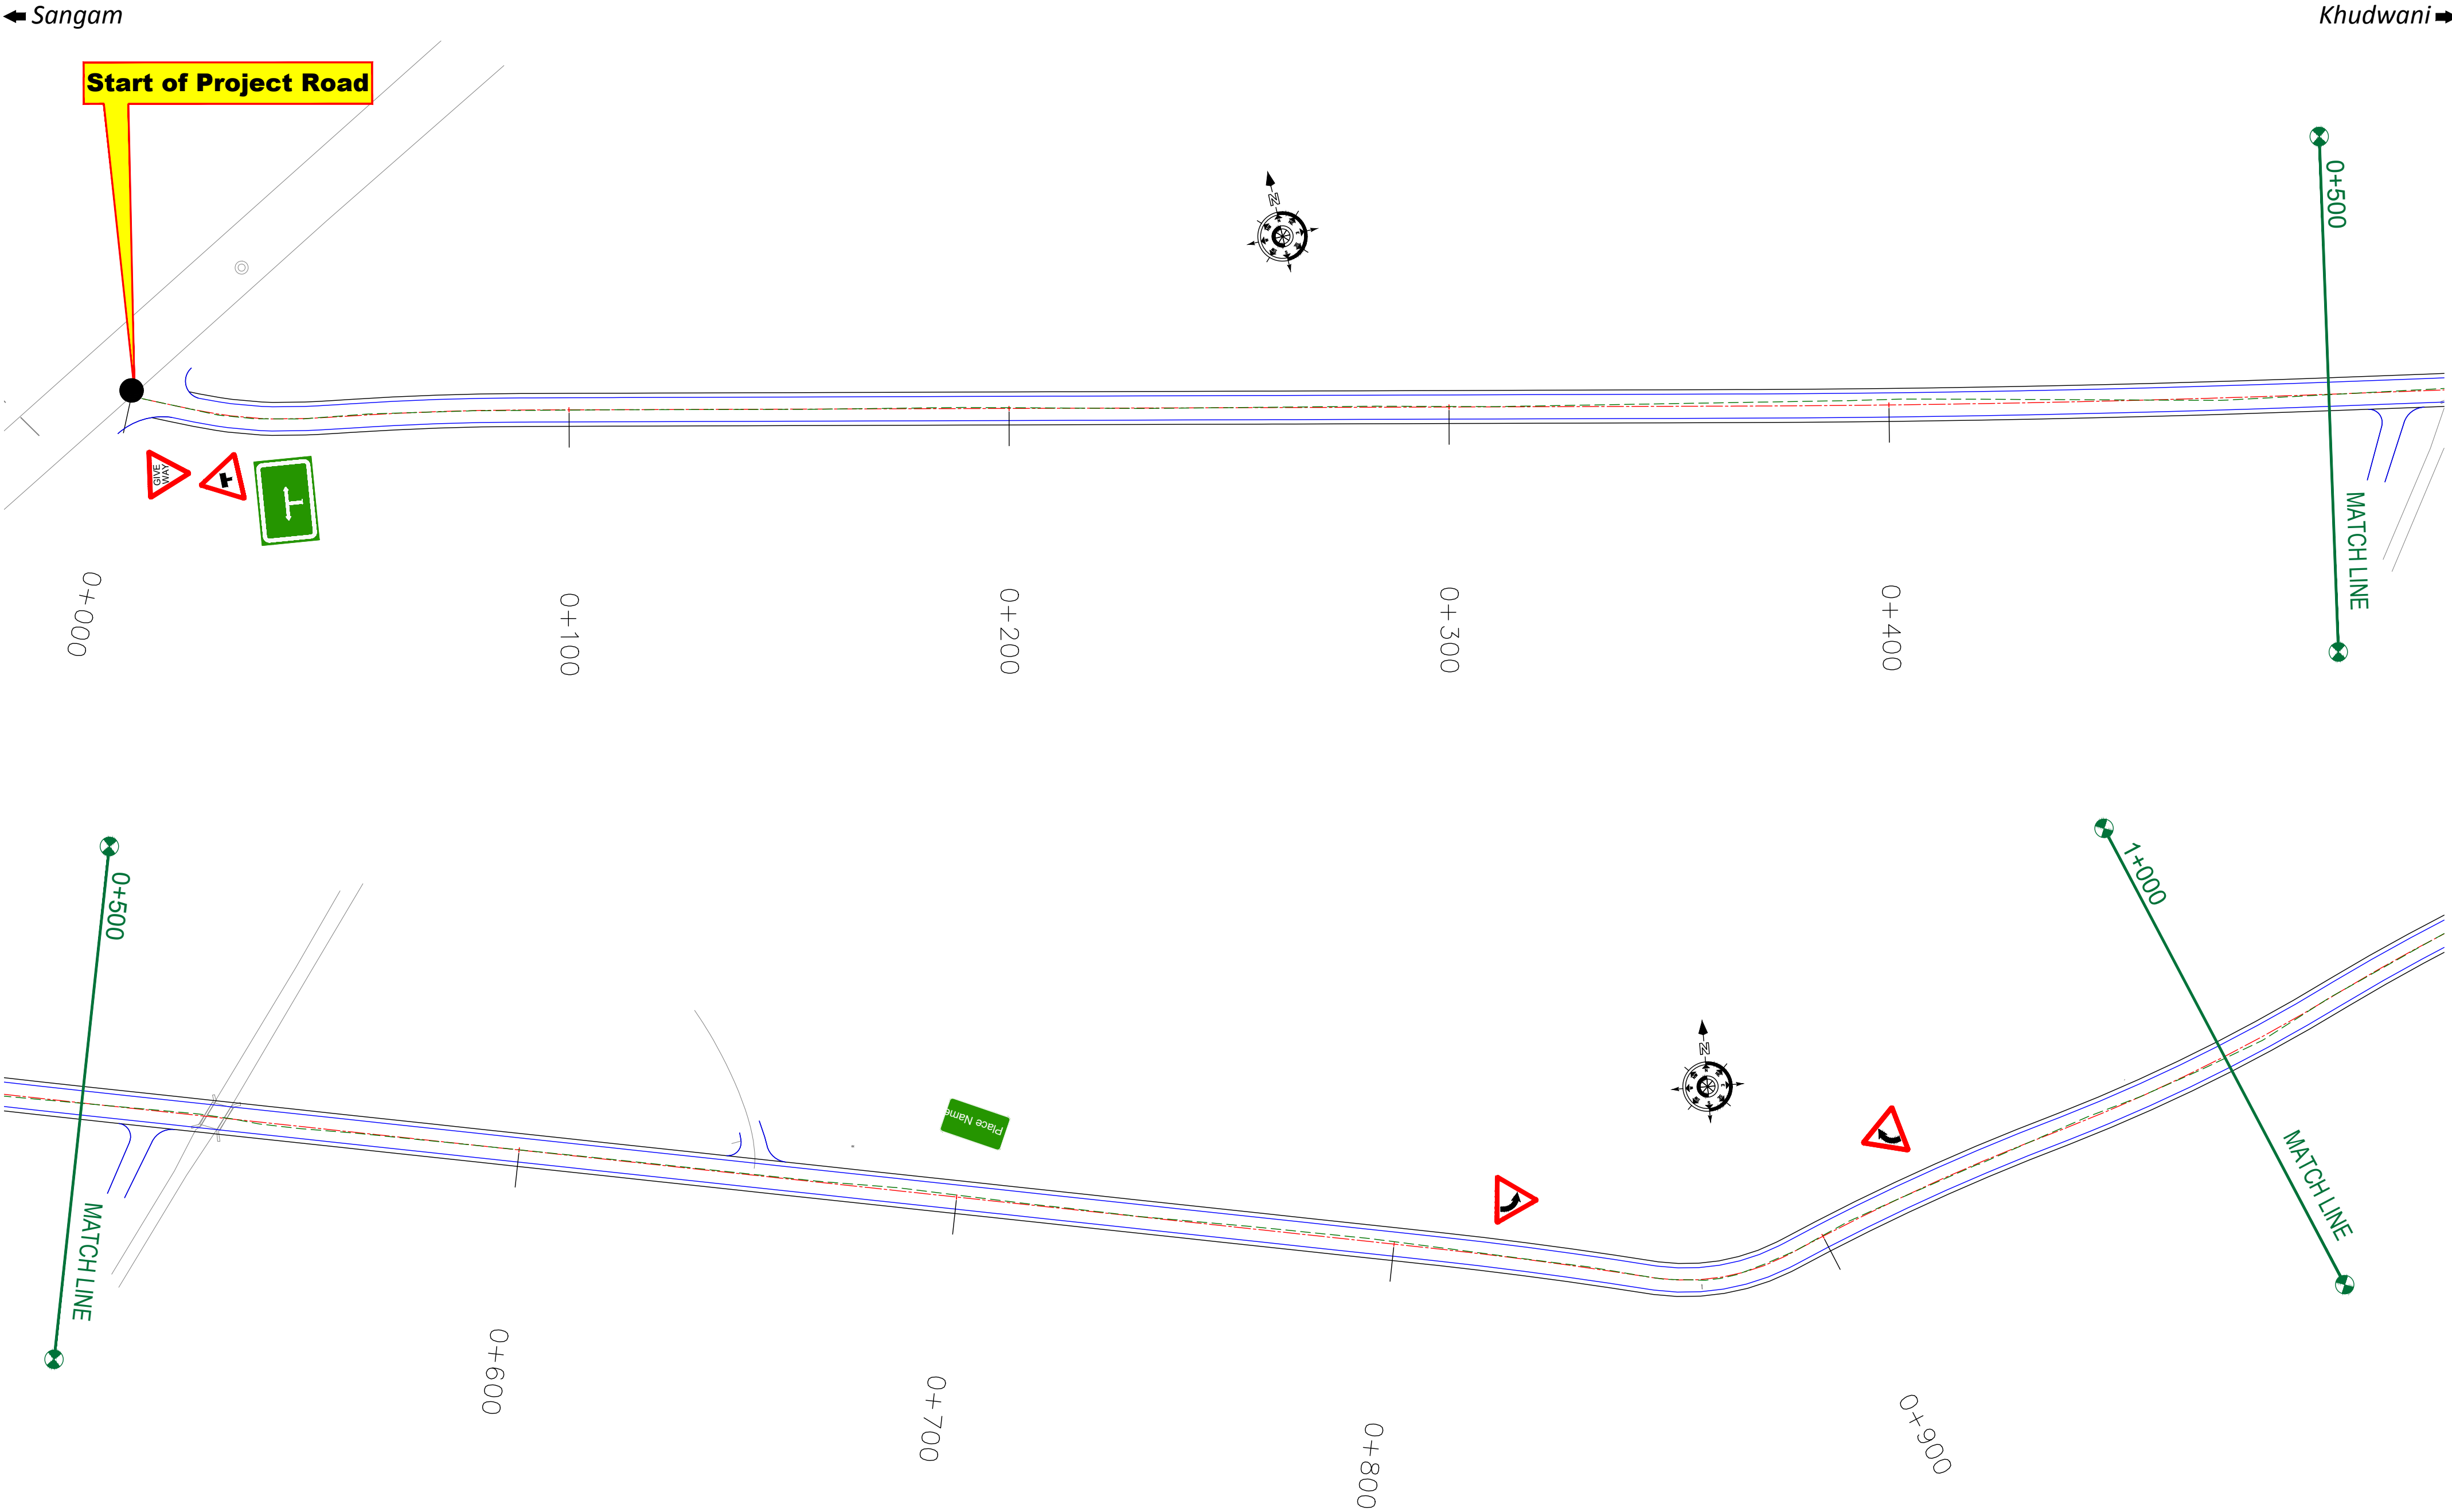 Sangam
Khudwani
Start of Project Road
N
0+500
GIVE
WAY
MATCH LINE
0+000
0+100
0+200
0+300
0+400
0+500
1+000
N
Place Name
MATCH LINE
MATCH LINE
0+600
0+700
0+800
0+900